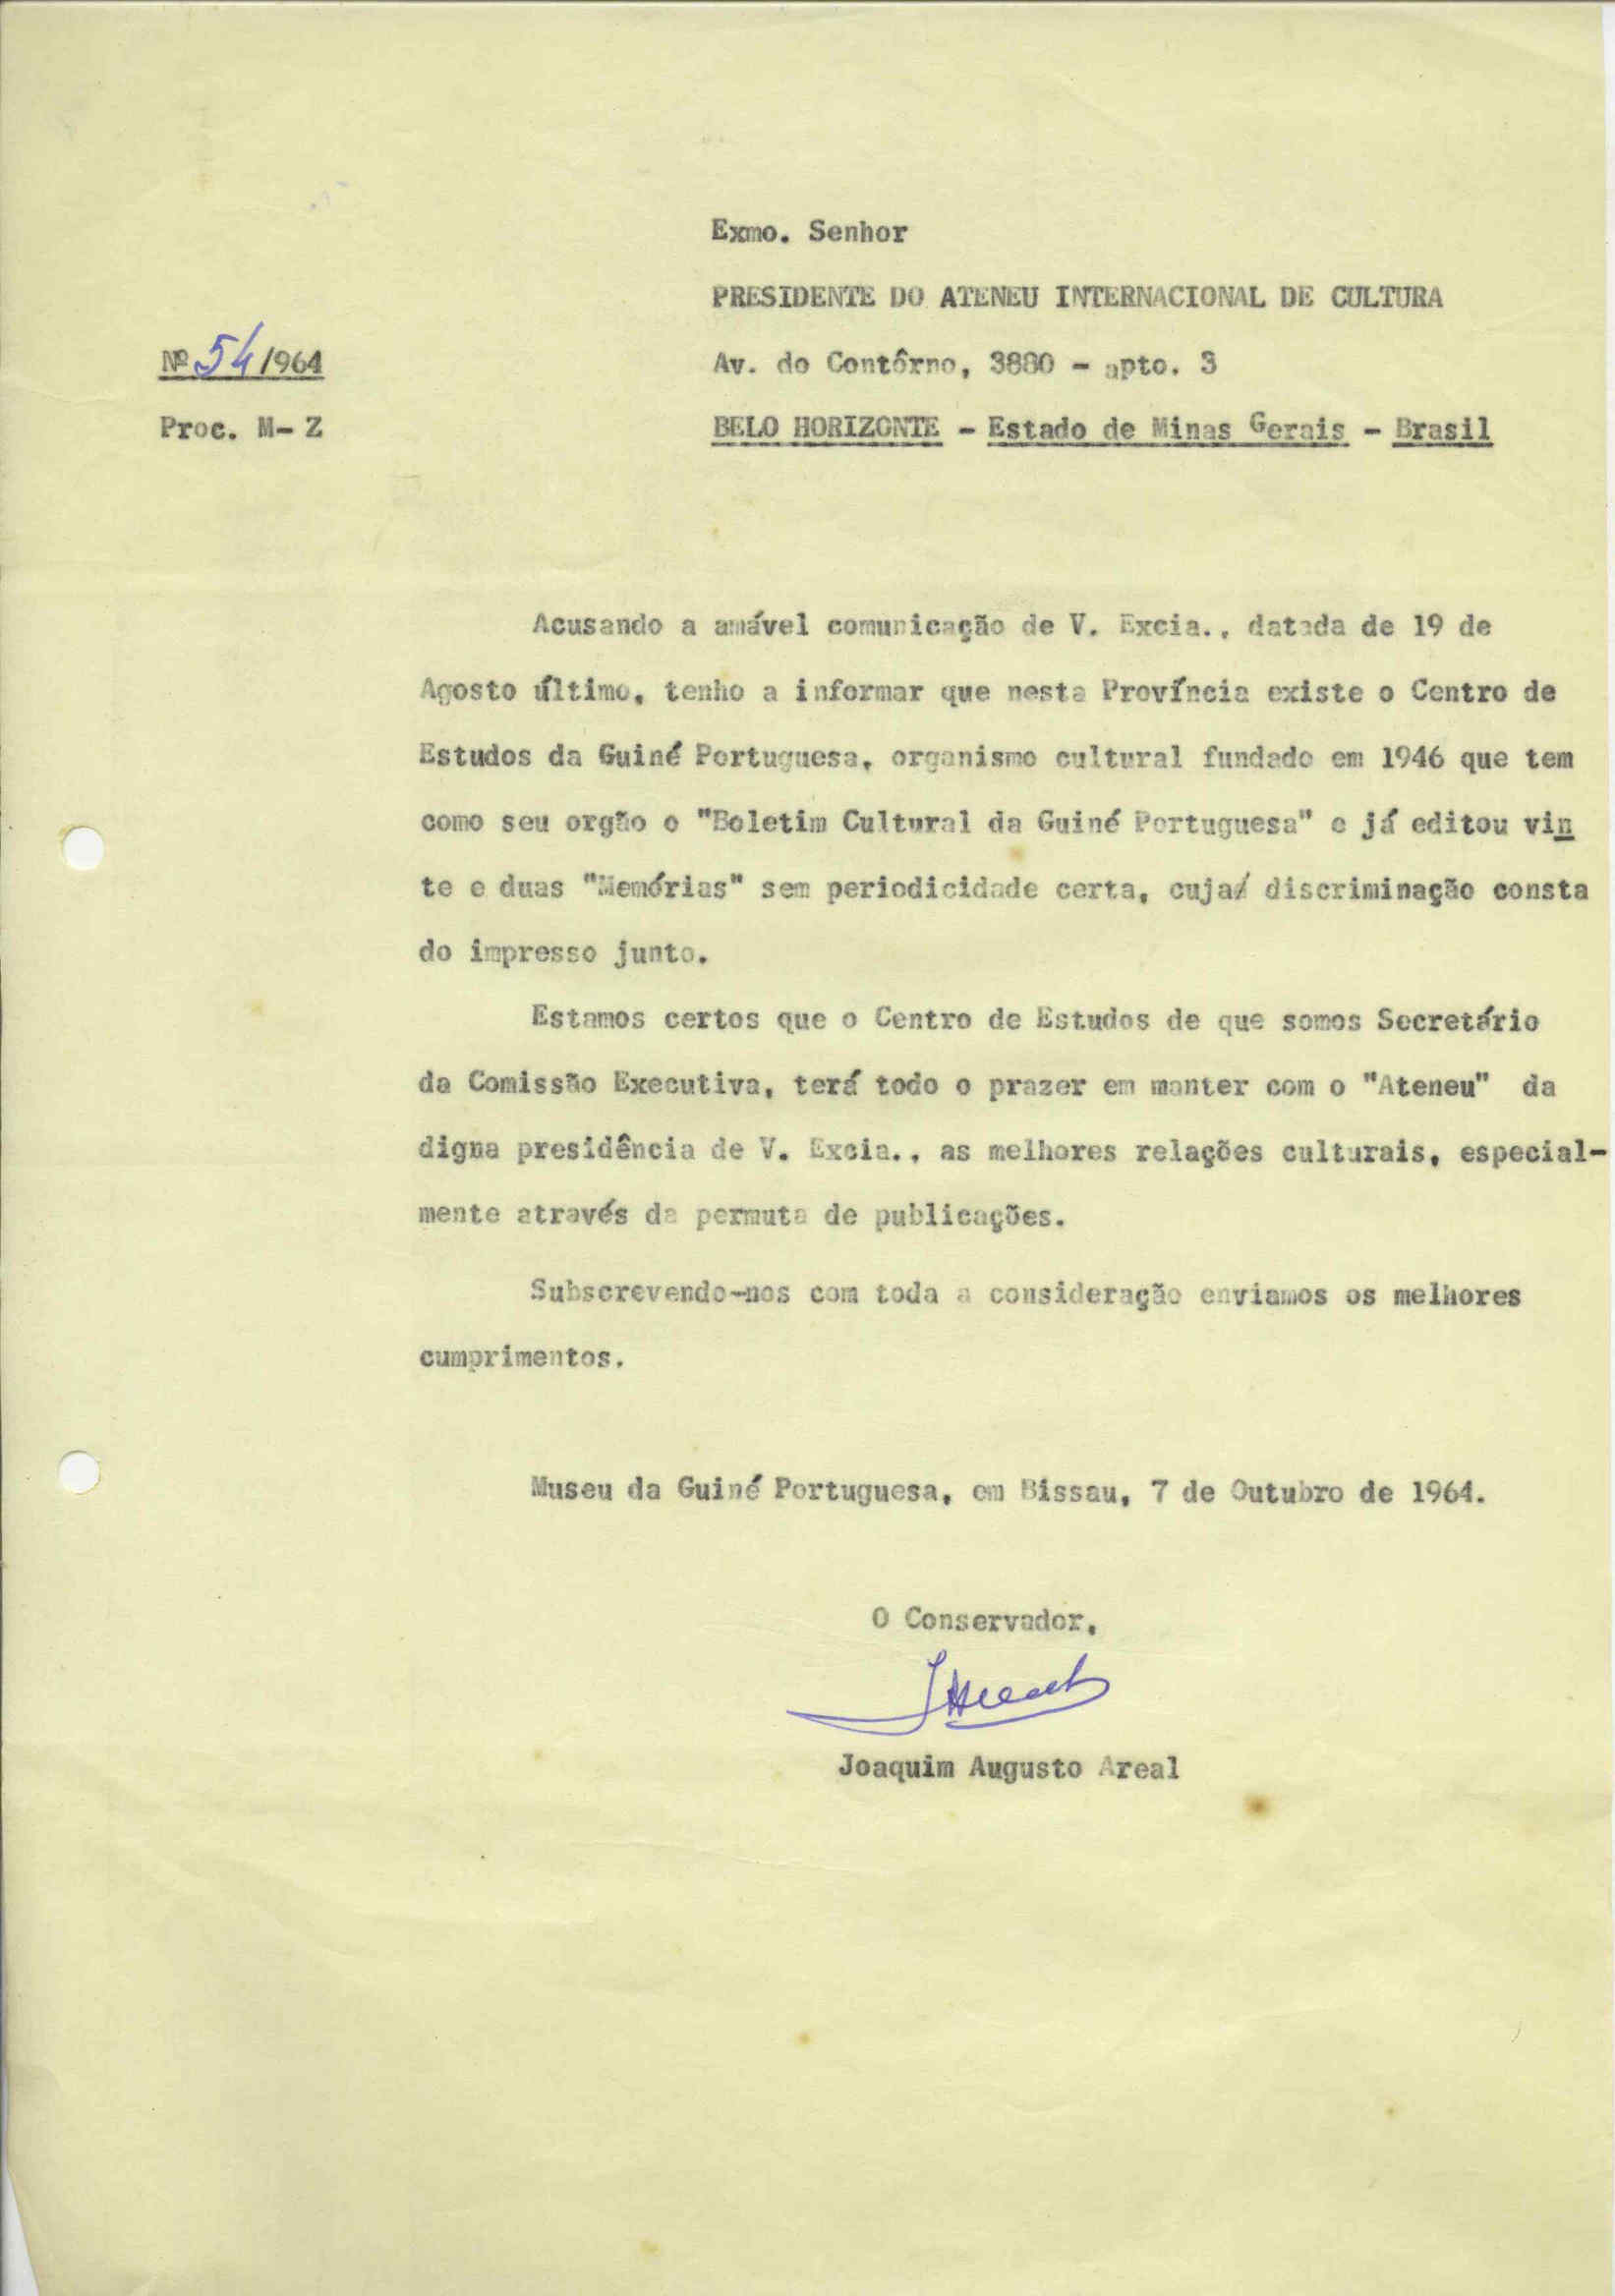 Exmo. Senhor
PRESIDENTE DO ATENEU INTERNACIONAL DE CULTURA
Nº 54/964
Av. do Contôrno, 3880 - apto. 3
Proc. M- Z
BELO HORIZONTE - Estado de Minas Gerais - Brasil
Acusando a amável comunicação de V. Excia., datada de 19 de
Agosto último, tenho a informar que nesta Província existe o Centro de
Estudos da Guiné Portuguesa, organismo cultural fundado em 1946 que tem
como seu orgão o "Boletim Cultural da Guiné Portuguesa" e já editou vin
te e duas "Memórias" sem periodicidade certa, cuja discriminação consta
do impresso junto.
Estamos certos que o Centro de Estudos de que somos Secretário
da Comissão Executiva, terá todo o prazer em manter com o "Ateneu" da
digna presidência de V. Excia., as melhores relações culturais, especial-
mente através da permuta de publicações.
Subscrevendo-nos com toda a consideração enviamos os melhores
cumprimentos.
Museu da Guiné Portuguesa, em Bissau, 7 de Outubro de 1964.
O Conservador,
JAreal
Joaquim Augusto Areal